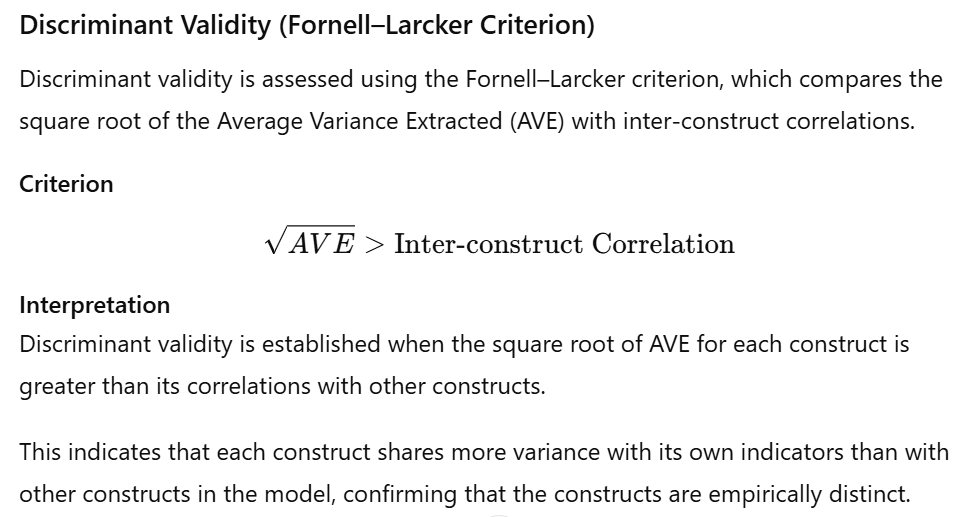 Discriminant Validity (Fornell–Larcker Criterion)
Discriminant validity is assessed using the Fornell–Larcker criterion, which compares the
square root of the Average Variance Extracted (AVE) with inter-construct correlations.
Criterion
√AVE > Inter-construct Correlation
Interpretation
Discriminant validity is established when the square root of AVE for each construct is
greater than its correlations with other constructs.
This indicates that each construct shares more variance with its own indicators than with
other constructs in the model, confirming that the constructs are empirically distinct.